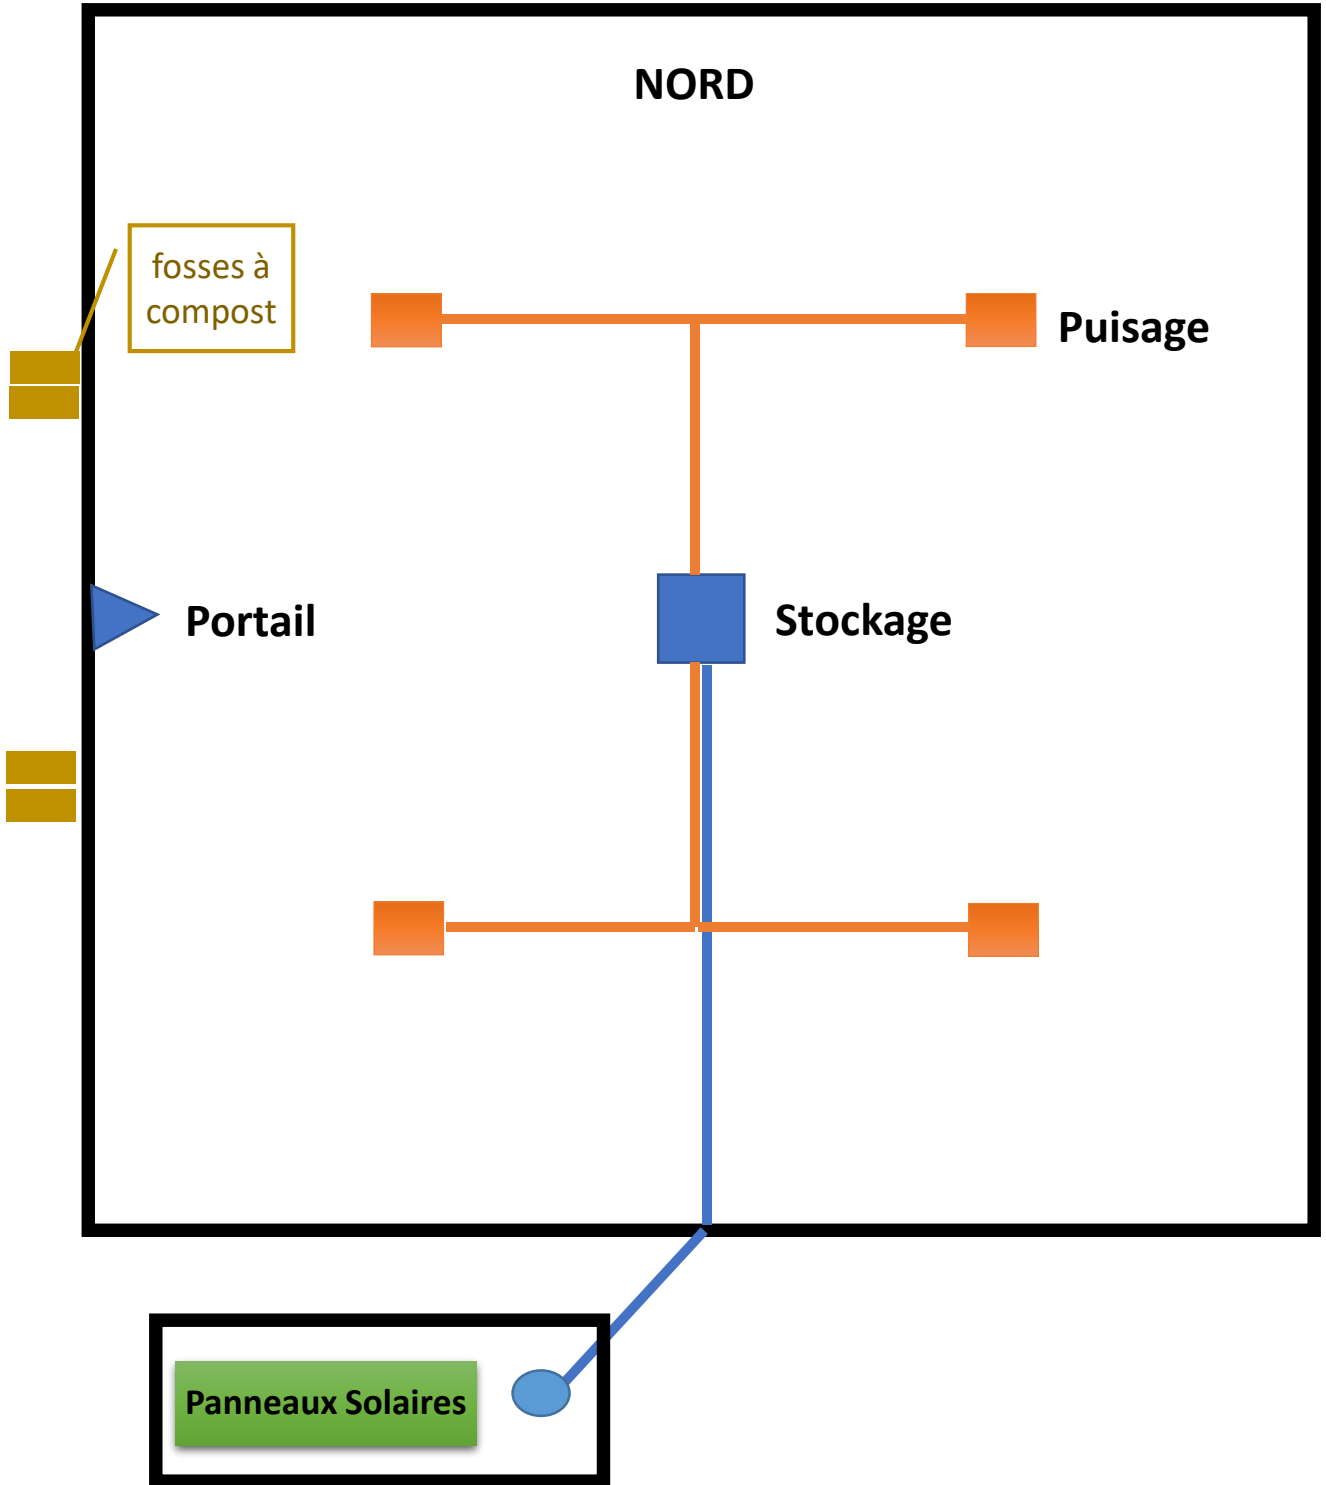 NORD
fosses à
compost
Puisage
Portail
Stockage
Panneaux Solaires